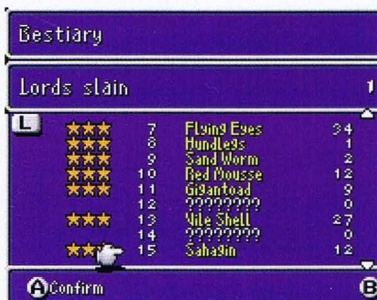 Bestiary
Lords slain 1
L
★★★ 7 Flying Eyes 34
★★★ 8 Hundlegs 1
★★★ 9 Sand Worm 2
★★★ 10 Red Mousse 12
★★★ 11 Gigantoad 9
12 ???????? 0
★★★ 13 Vile Shell 27
14 ???????? 0
★★ 15 Sahagin 12
A Confirm B